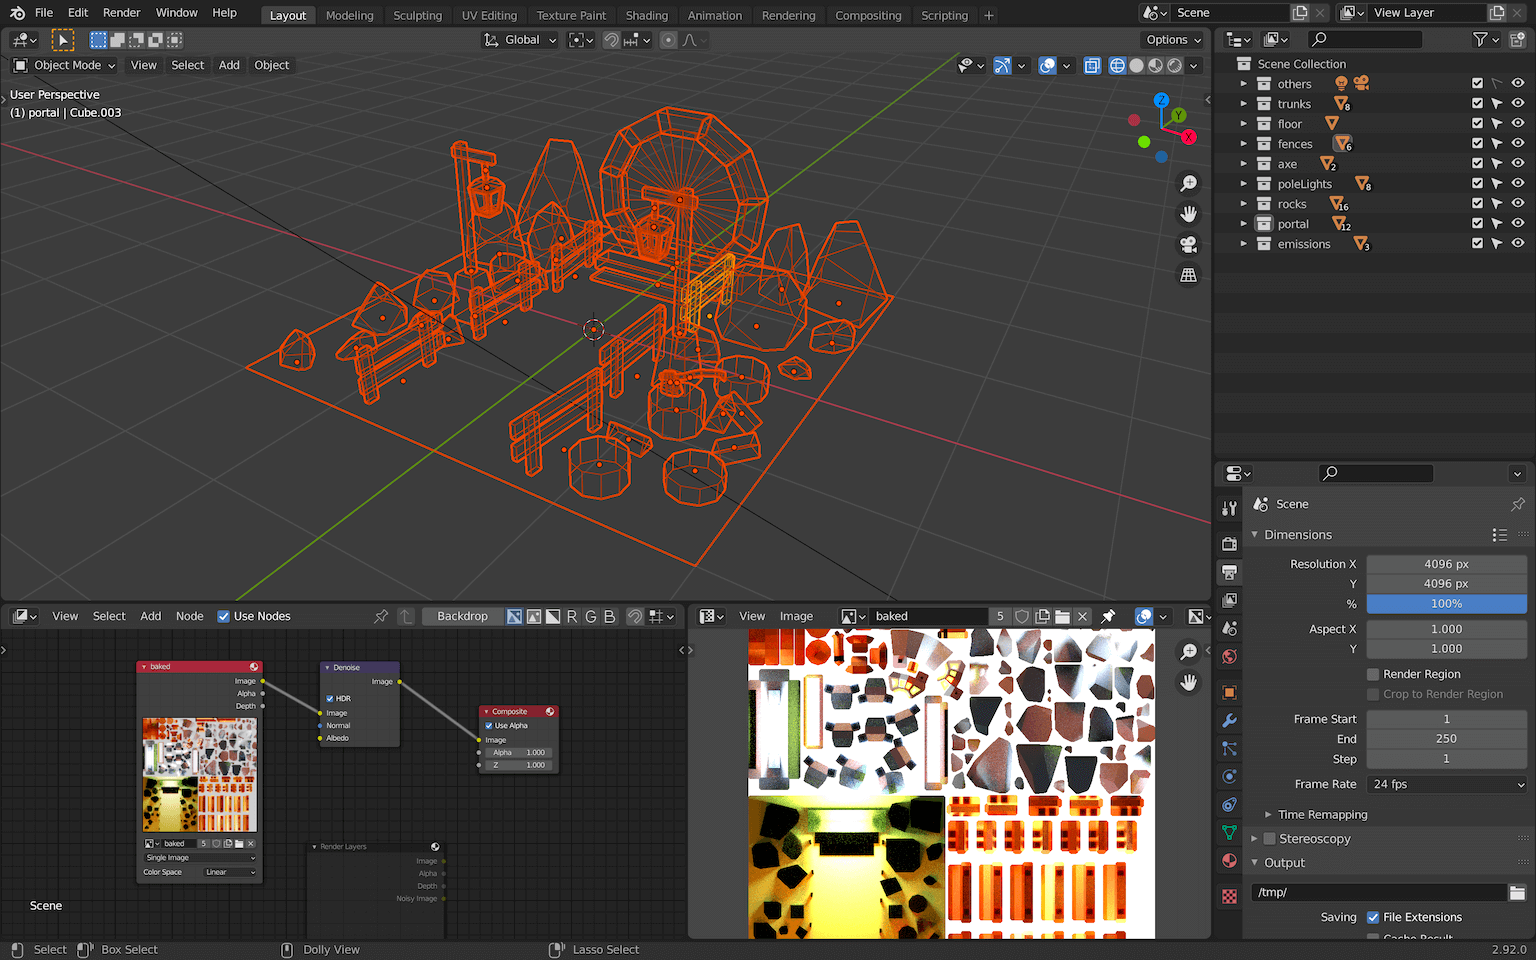 File Edit Render Window Help
Layout Modeling Sculpting UV Editing Texture Paint Shading Animation Rendering Compositing Scripting +
Scene
View Layer
Global
Options
Object Mode View Select Add Object
User Perspective
(1) portal | Cube.003
Z
Y
X
Scene Collection
others
trunks 8
floor
fences 6
axe 2
poleLights 8
rocks 16
portal 12
emissions 3
Scene
Dimensions
Resolution X 4096 px
Y 4096 px
% 100%
Aspect X 1.000
Y 1.000
Render Region
Crop to Render Region
Frame Start 1
End 250
Step 1
Frame Rate 24 fps
Time Remapping
Stereoscopy
Output
/tmp/
Saving File Extensions
Cache Result
View Select Add Node Use Nodes
Backdrop
R G B
baked
Image
Alpha
Depth
baked 5
Single Image
Color Space Linear
Denoise
Image
HDR
Image
Normal
Albedo
Composite
Use Alpha
Image
Alpha 1.000
Z 1.000
Render Layers
Image
Alpha
Depth
Noisy Image
Scene
View Image
baked 5
Select
Box Select
Dolly View
Lasso Select
2.92.0